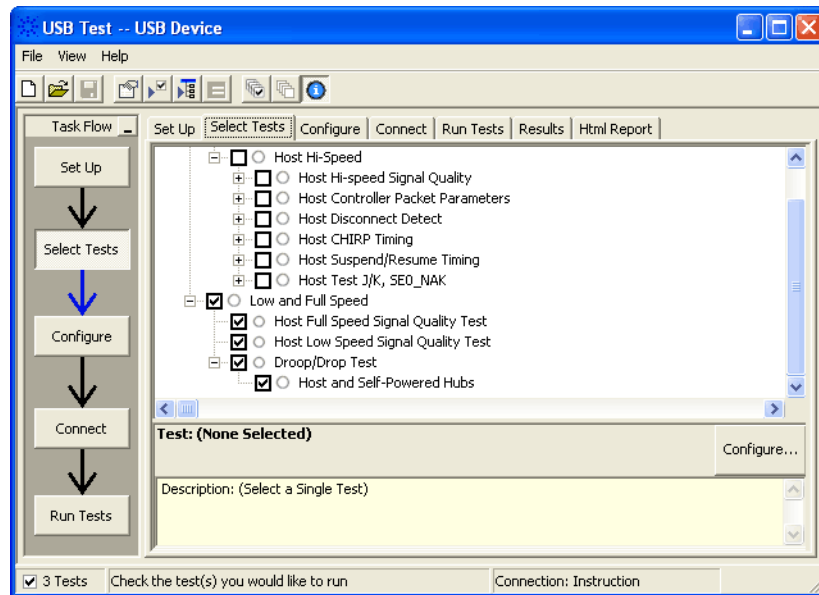 USB Test -- USB Device
File View Help
Task Flow
Set Up
Select Tests
Configure
Connect
Run Tests
Set Up Select Tests Configure Connect Run Tests Results Html Report
Host Hi-Speed
Host Hi-speed Signal Quality
Host Controller Packet Parameters
Host Disconnect Detect
Host CHIRP Timing
Host Suspend/Resume Timing
Host Test J/K, SE0_NAK
Low and Full Speed
Host Full Speed Signal Quality Test
Host Low Speed Signal Quality Test
Droop/Drop Test
Host and Self-Powered Hubs
Test: (None Selected)
Configure...
Description: (Select a Single Test)
3 Tests Check the test(s) you would like to run Connection: Instruction